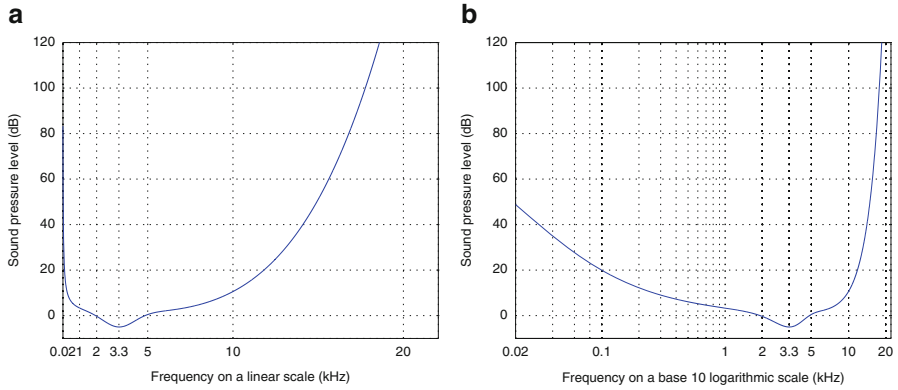 a
120
100
80
60
40
20
0
Sound pressure level (dB)
0.021 2 3.3 5 10 20
Frequency on a linear scale (kHz)
b
120
100
80
60
40
20
0
Sound pressure level (dB)
0.02 0.1 1 2 3.3 5 10 20
Frequency on a base 10 logarithmic scale (kHz)